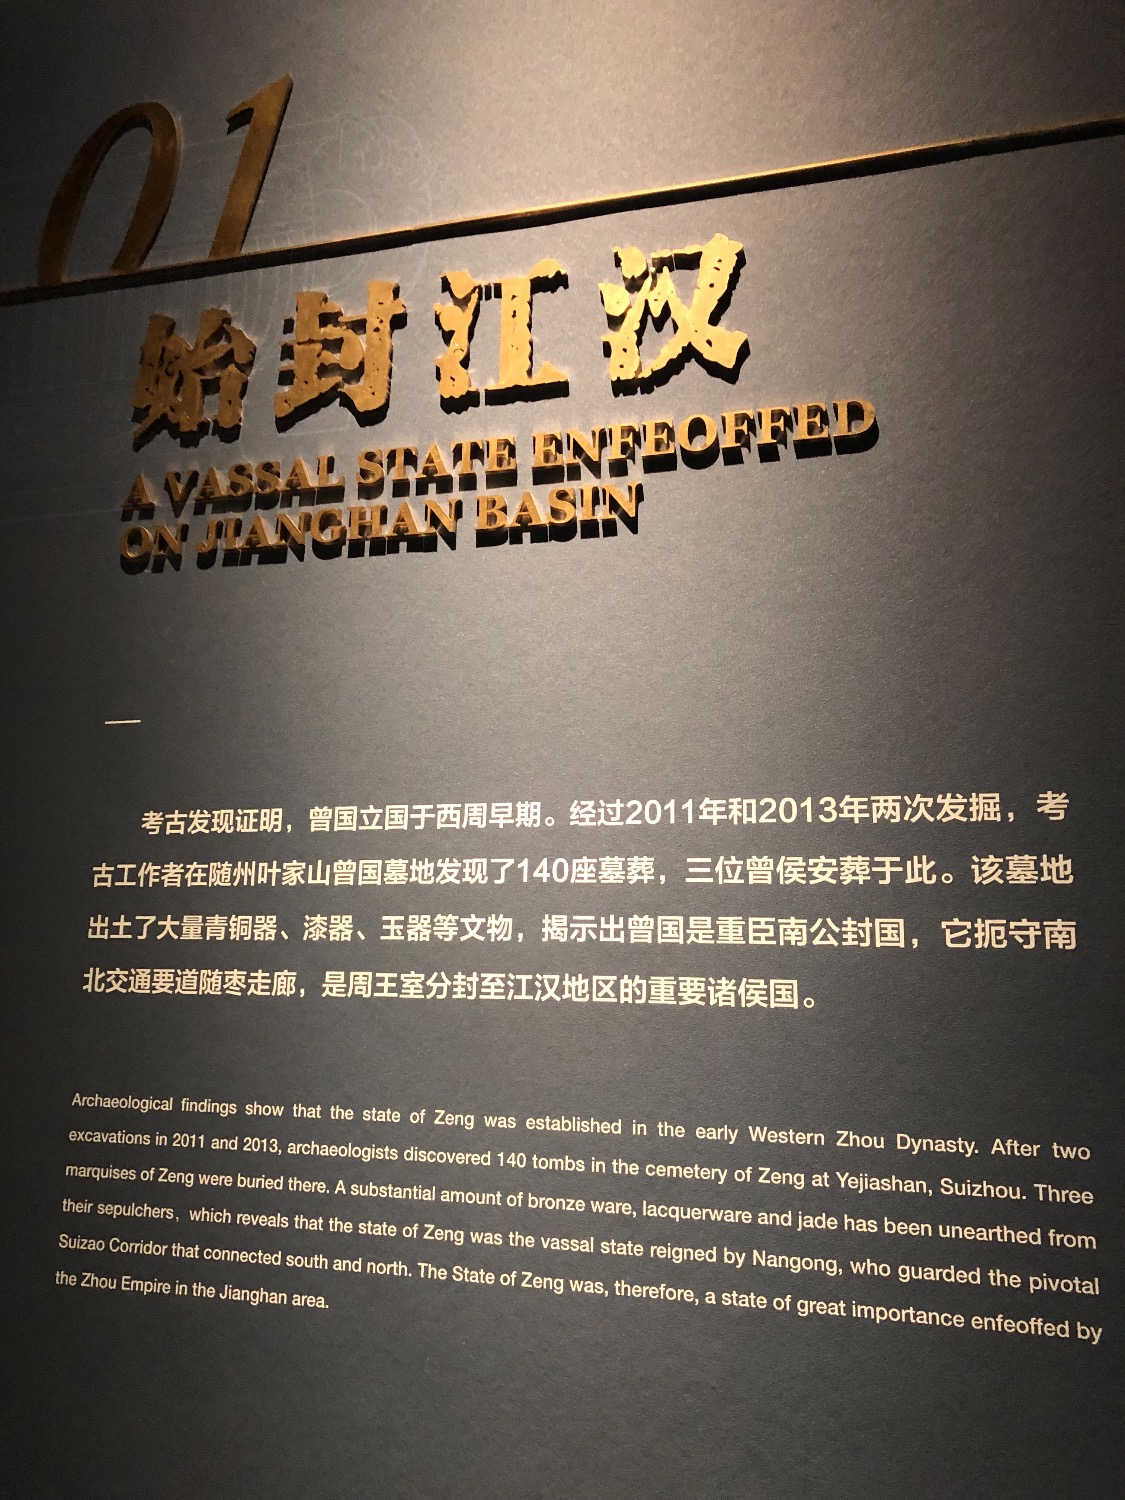 01
始封江汉
A VASSAL STATE ENFEOFFED
ON JIANGHAN BASIN
考古发现证明，曾国立国于西周早期。经过2011年和2013年两次发掘，考
古工作者在随州叶家山曾国墓地发现了140座墓葬，三位曾侯安葬于此。该墓地
出土了大量青铜器、漆器、玉器等文物，揭示出曾国是重臣南公封国，它扼守南
北交通要道随枣走廊，是周王室分封至江汉地区的重要诸侯国。
Archaeological findings show that the state of Zeng was established in the early Western Zhou Dynasty. After two
excavations in 2011 and 2013, archaeologists discovered 140 tombs in the cemetery of Zeng at Yejiashan, Suizhou. Three
marquises of Zeng were buried there. A substantial amount of bronze ware, lacquerware and jade has been unearthed from
their sepulchers, which reveals that the state of Zeng was the vassal state reigned by Nangong, who guarded the pivotal
Suizao Corridor that connected south and north. The State of Zeng was, therefore, a state of great importance enfeoffed by
the Zhou Empire in the Jianghan area.